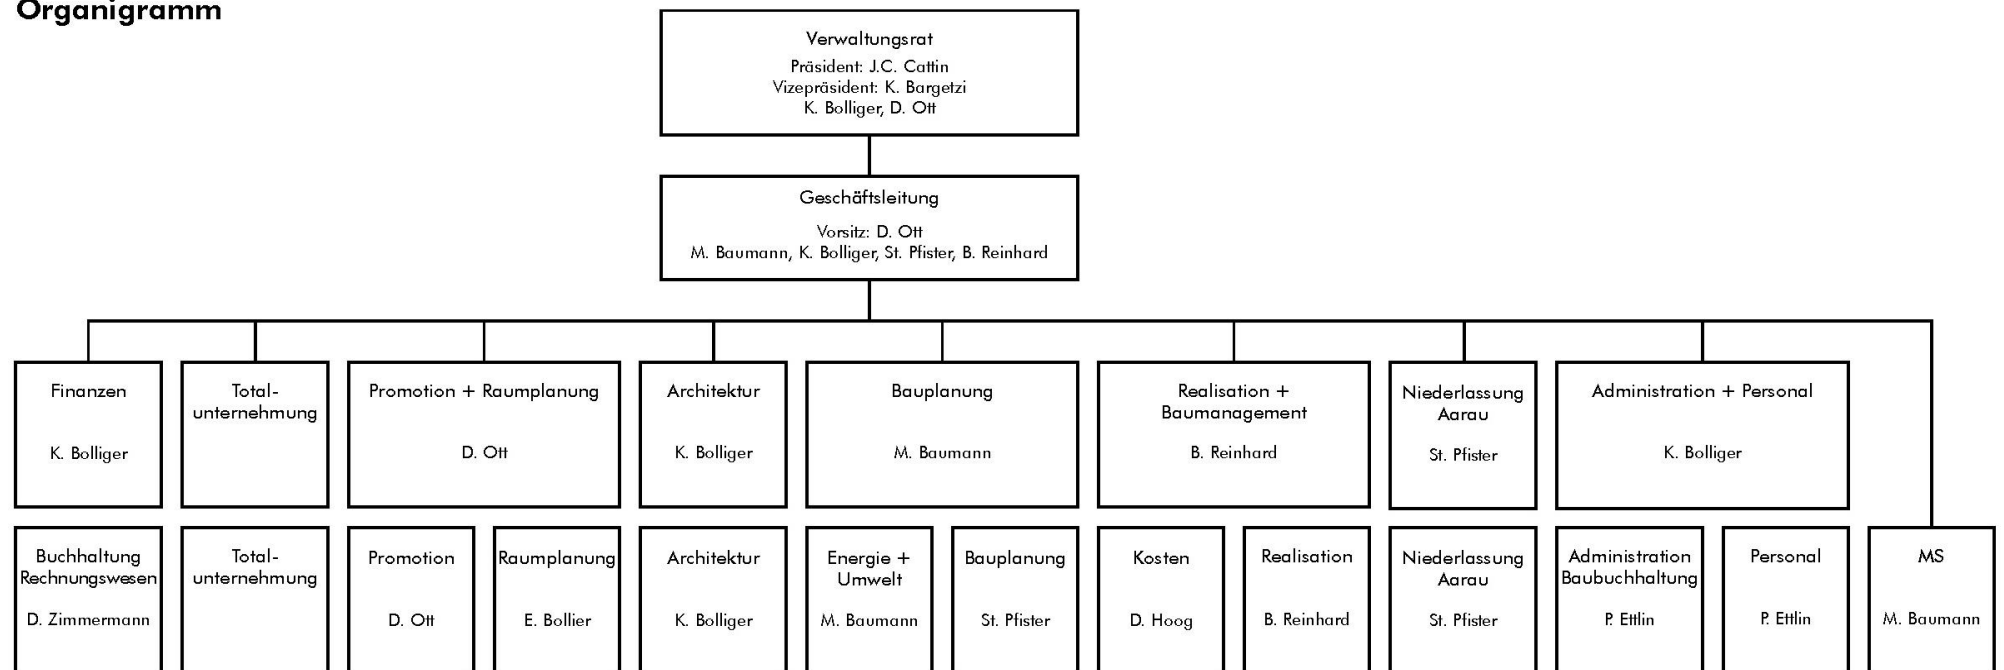 Organigramm
Verwaltungsrat
Präsident: J.C. Cattin
Vizepräsident: K. Bargetzi
K. Bolliger, D. Ott
Geschäftsleitung
Vorsitz: D. Ott
M. Baumann, K. Bolliger, St. Pfister, B. Reinhard
Finanzen
K. Bolliger
Total-
unternehmung
Promotion + Raumplanung
D. Ott
Architektur
K. Bolliger
Bauplanung
M. Baumann
Realisation +
Baumanagement
B. Reinhard
Niederlassung
Aarau
St. Pfister
Administration + Personal
K. Bolliger
Buchhaltung
Rechnungswesen
D. Zimmermann
Total-
unternehmung
Promotion
D. Ott
Raumplanung
E. Bollier
Architektur
K. Bolliger
Energie +
Umwelt
M. Baumann
Bauplanung
St. Pfister
Kosten
D. Hoog
Realisation
B. Reinhard
Niederlassung
Aarau
St. Pfister
Administration
Baubuchhaltung
P. Ettlin
Personal
P. Ettlin
MS
M. Baumann